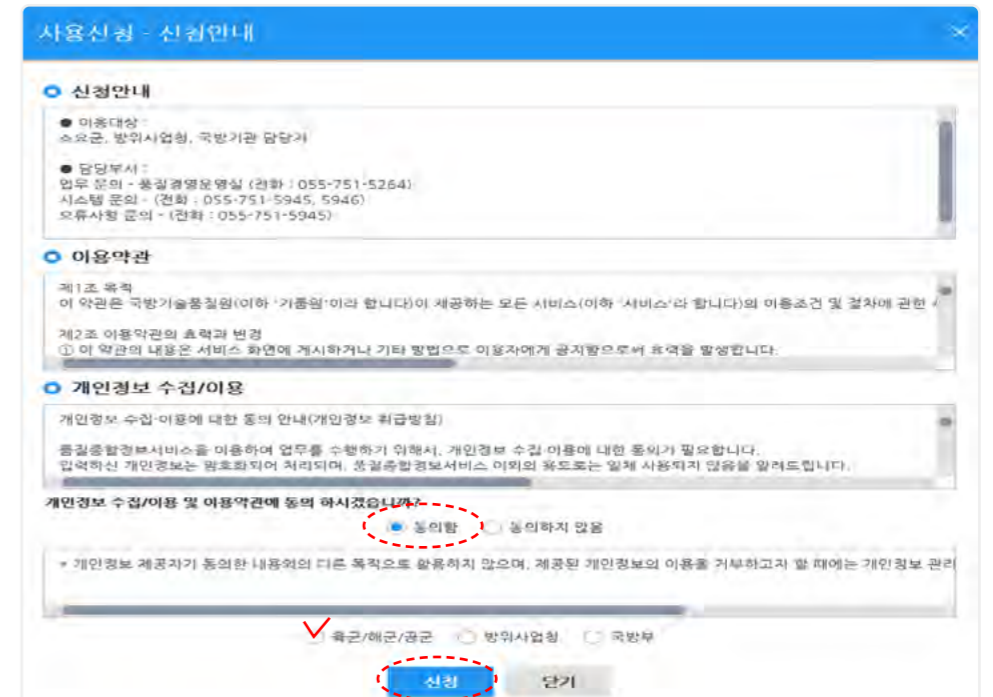 사용신청 - 신청안내
신청안내
● 이용대상 :
소요군, 방위사업청, 국방기관 담당자
● 담당부서 :
업무 문의 - 품질경영운영실 (전화 : 055-751-5264)
시스템 문의 - (전화 : 055-751-5945, 5946)
오류사항 문의 - (전화 : 055-751-5945)
이용약관
제1조 목적
이 약관은 국방기술품질원(이하 '기품원'이라 합니다)이 제공하는 모든 서비스(이하 '서비스'라 합니다)의 이용조건 및 절차에 관한
제2조 이용약관의 효력과 변경
① 이 약관의 내용은 서비스 화면에 게시하거나 기타 방법으로 이용자에게 공지함으로써 효력을 발생합니다.
개인정보 수집/이용
개인정보 수집·이용에 대한 동의 안내(개인정보 취급방침)
품질종합정보서비스을 이용하여 업무를 수행하기 위해서, 개인정보 수집·이용에 대한 동의가 필요합니다.
입력하신 개인정보는 암호화되어 처리되며, 품질종합정보서비스 이외의 용도로는 일체 사용되지 않음을 알려드립니다.
개인정보 수집/이용 및 이용약관에 동의 하시겠습니까?
동의함 동의하지 않음
* 개인정보 제공자가 동의한 내용외의 다른 목적으로 활용하지 않으며, 제공된 개인정보의 이용을 거부하고자 할 때에는 개인정보 관리
육군/해군/공군 방위사업청 국방부
신청 닫기